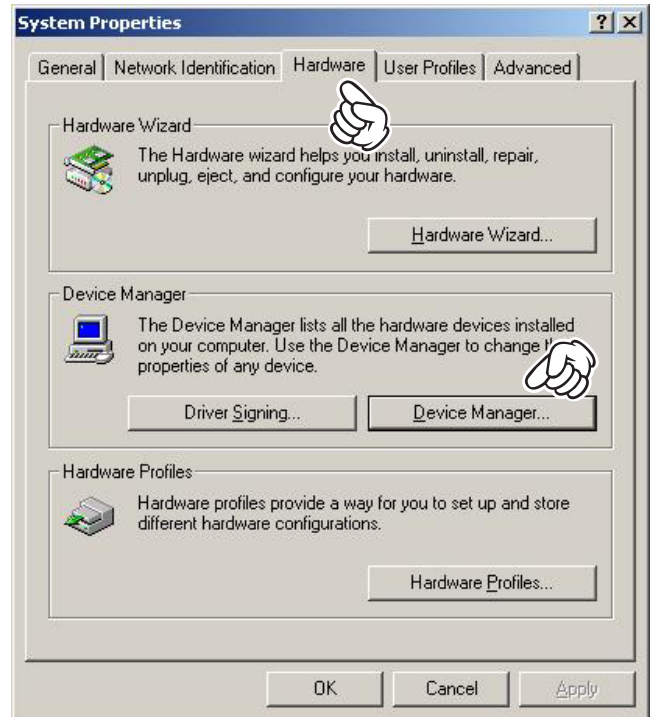 System Properties
General Network Identification Hardware User Profiles Advanced
Hardware Wizard
The Hardware wizard helps you install, uninstall, repair,
unplug, eject, and configure your hardware.
Hardware Wizard...
Device Manager
The Device Manager lists all the hardware devices installed
on your computer. Use the Device Manager to change
properties of any device.
Driver Signing... Device Manager...
Hardware Profiles
Hardware profiles provide a way for you to set up and store
different hardware configurations.
Hardware Profiles...
OK Cancel Apply